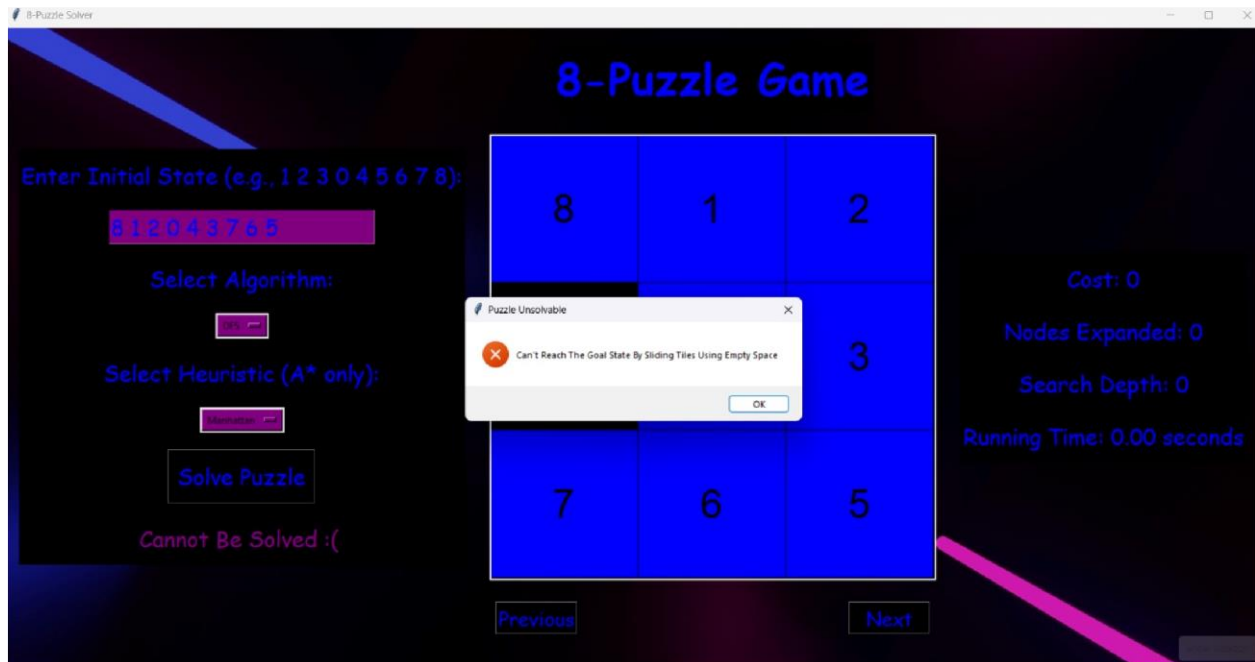 8-Puzzle Solver
8-Puzzle Game
Enter Initial State (e.g., 1 2 3 0 4 5 6 7 8):
8 1 2 0 4 3 7 6 5
Select Algorithm:
DFS
Select Heuristic (A* only):
Manhattan
Solve Puzzle
Cannot Be Solved :(
8 1 2
3
7 6 5
Puzzle Unsolvable
Can't Reach The Goal State By Sliding Tiles Using Empty Space
OK
Previous
Next
Cost: 0
Nodes Expanded: 0
Search Depth: 0
Running Time: 0.00 seconds